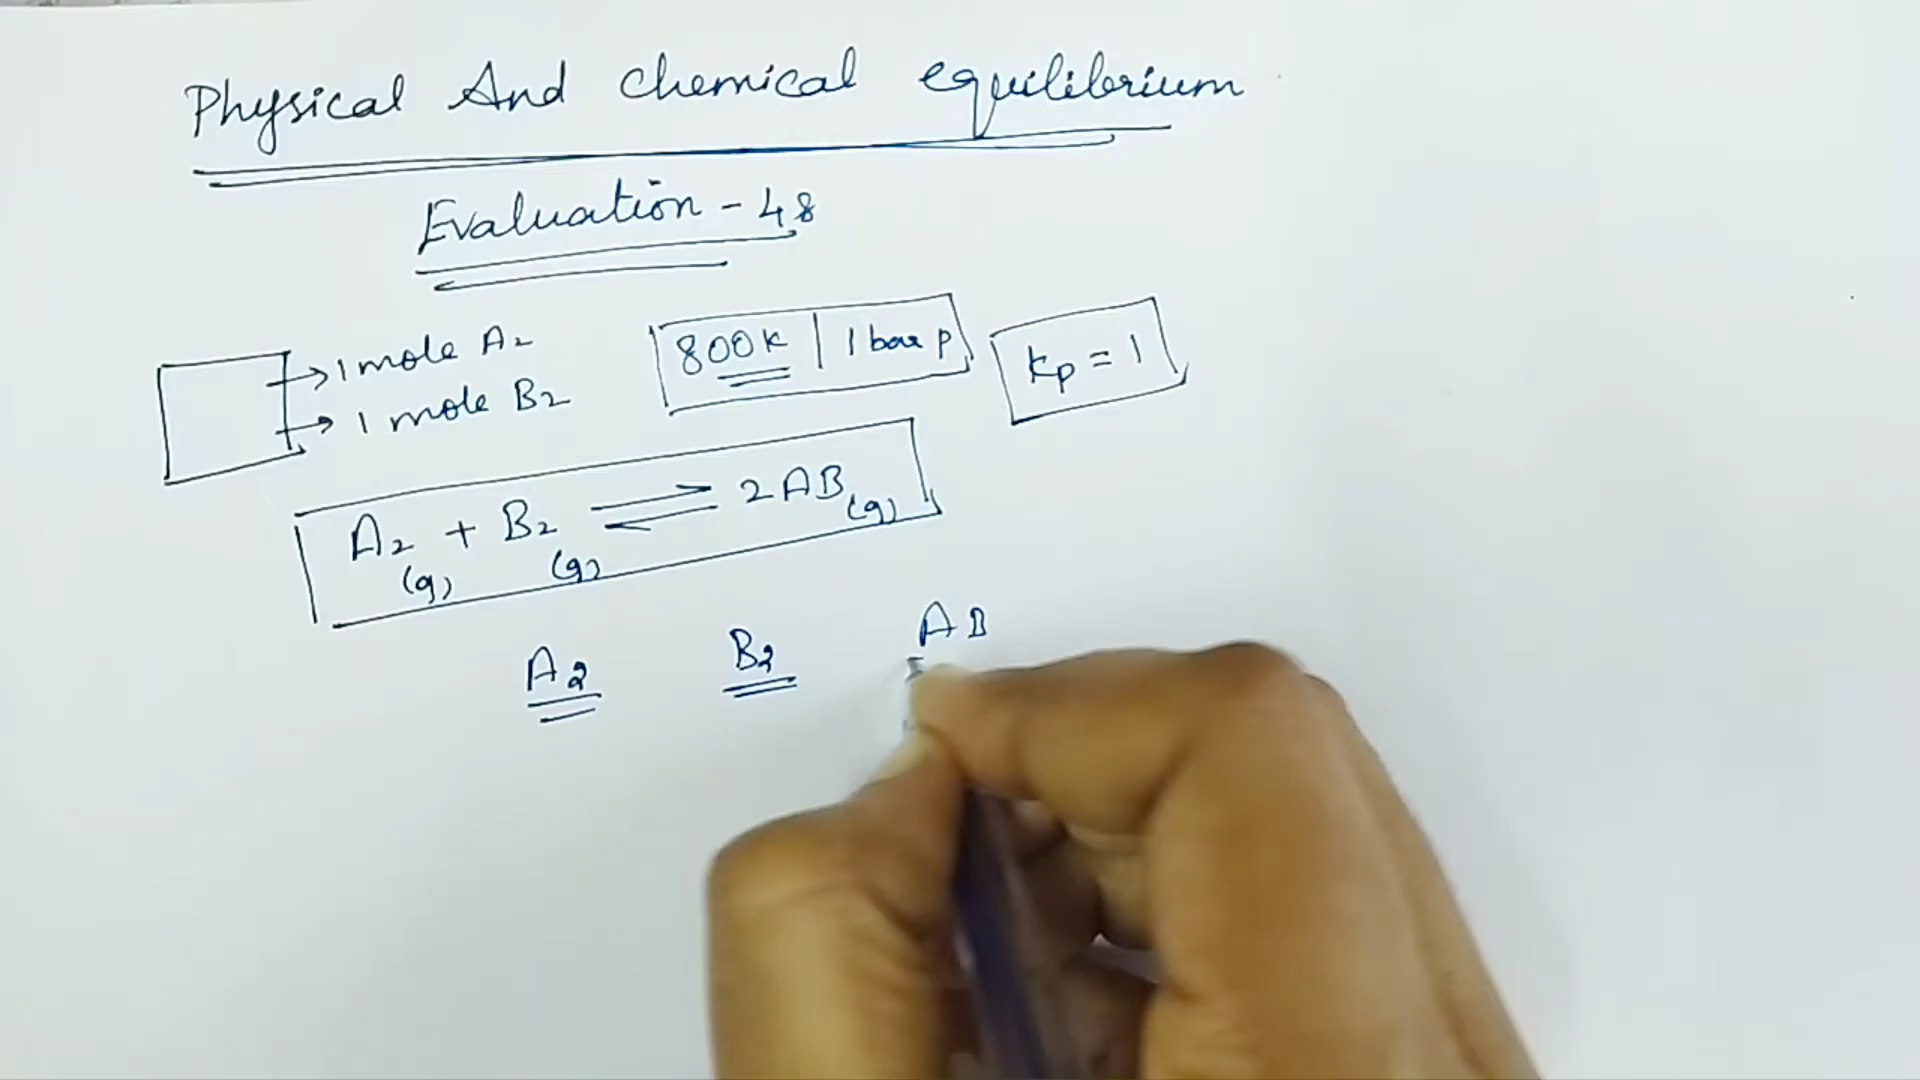 Physical And chemical equilibrium
Evaluation - 48
1 mole A2
1 mole B2
800k | 1 bar p
kp = 1
A2(g) + B2(g) ⇌ 2AB(g)
A2 B2 AB